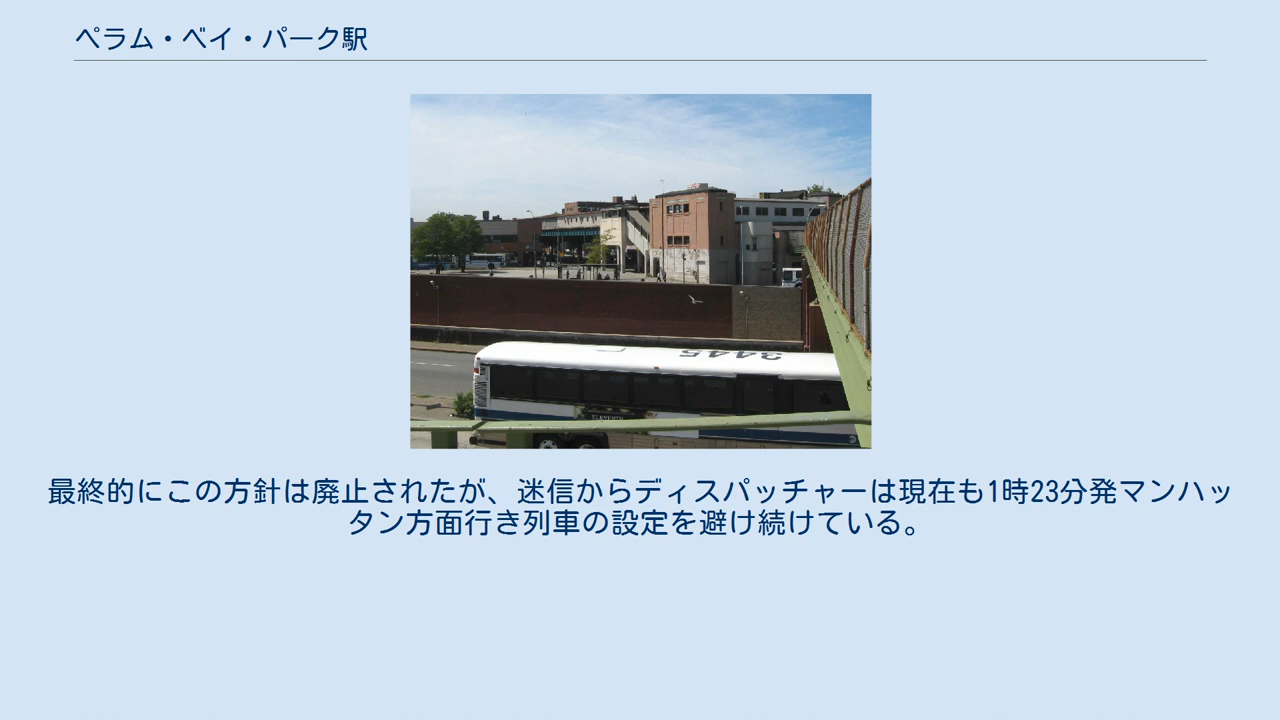 ペラム・ベイ・パーク駅
3445
最終的にこの方針は廃止されたが、迷信からディスパッチャーは現在も1時23分発マンハッ
タン方面行き列車の設定を避け続けている。